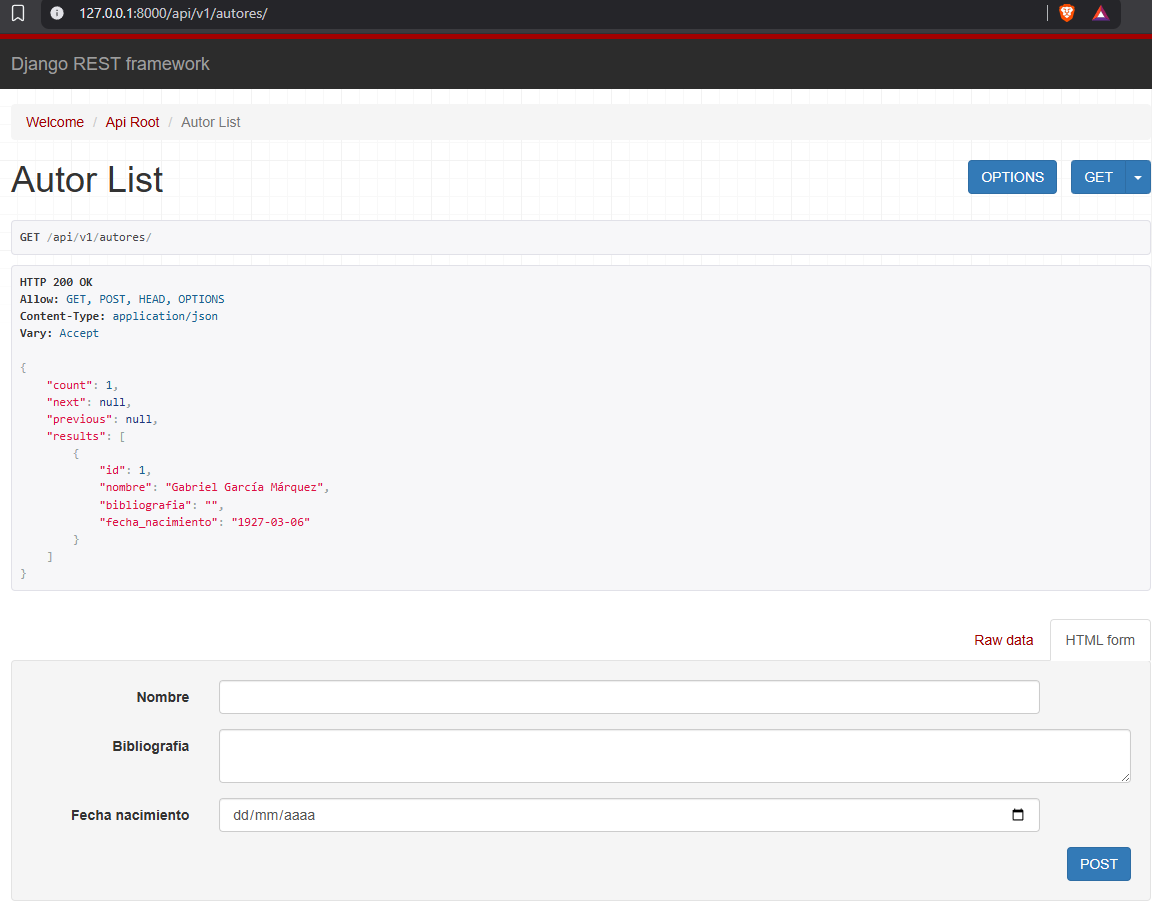 127.0.0.1:8000/api/v1/autores/
Django REST framework
Welcome / Api Root / Autor List
Autor List
OPTIONS
GET
GET /api/v1/autores/
HTTP 200 OK
Allow: GET, POST, HEAD, OPTIONS
Content-Type: application/json
Vary: Accept
{
    "count": 1,
    "next": null,
    "previous": null,
    "results": [
        {
            "id": 1,
            "nombre": "Gabriel García Márquez",
            "bibliografia": "",
            "fecha_nacimiento": "1927-03-06"
        }
    ]
}
Raw data
HTML form
Nombre
Bibliografia
Fecha nacimiento
dd/mm/aaaa
POST